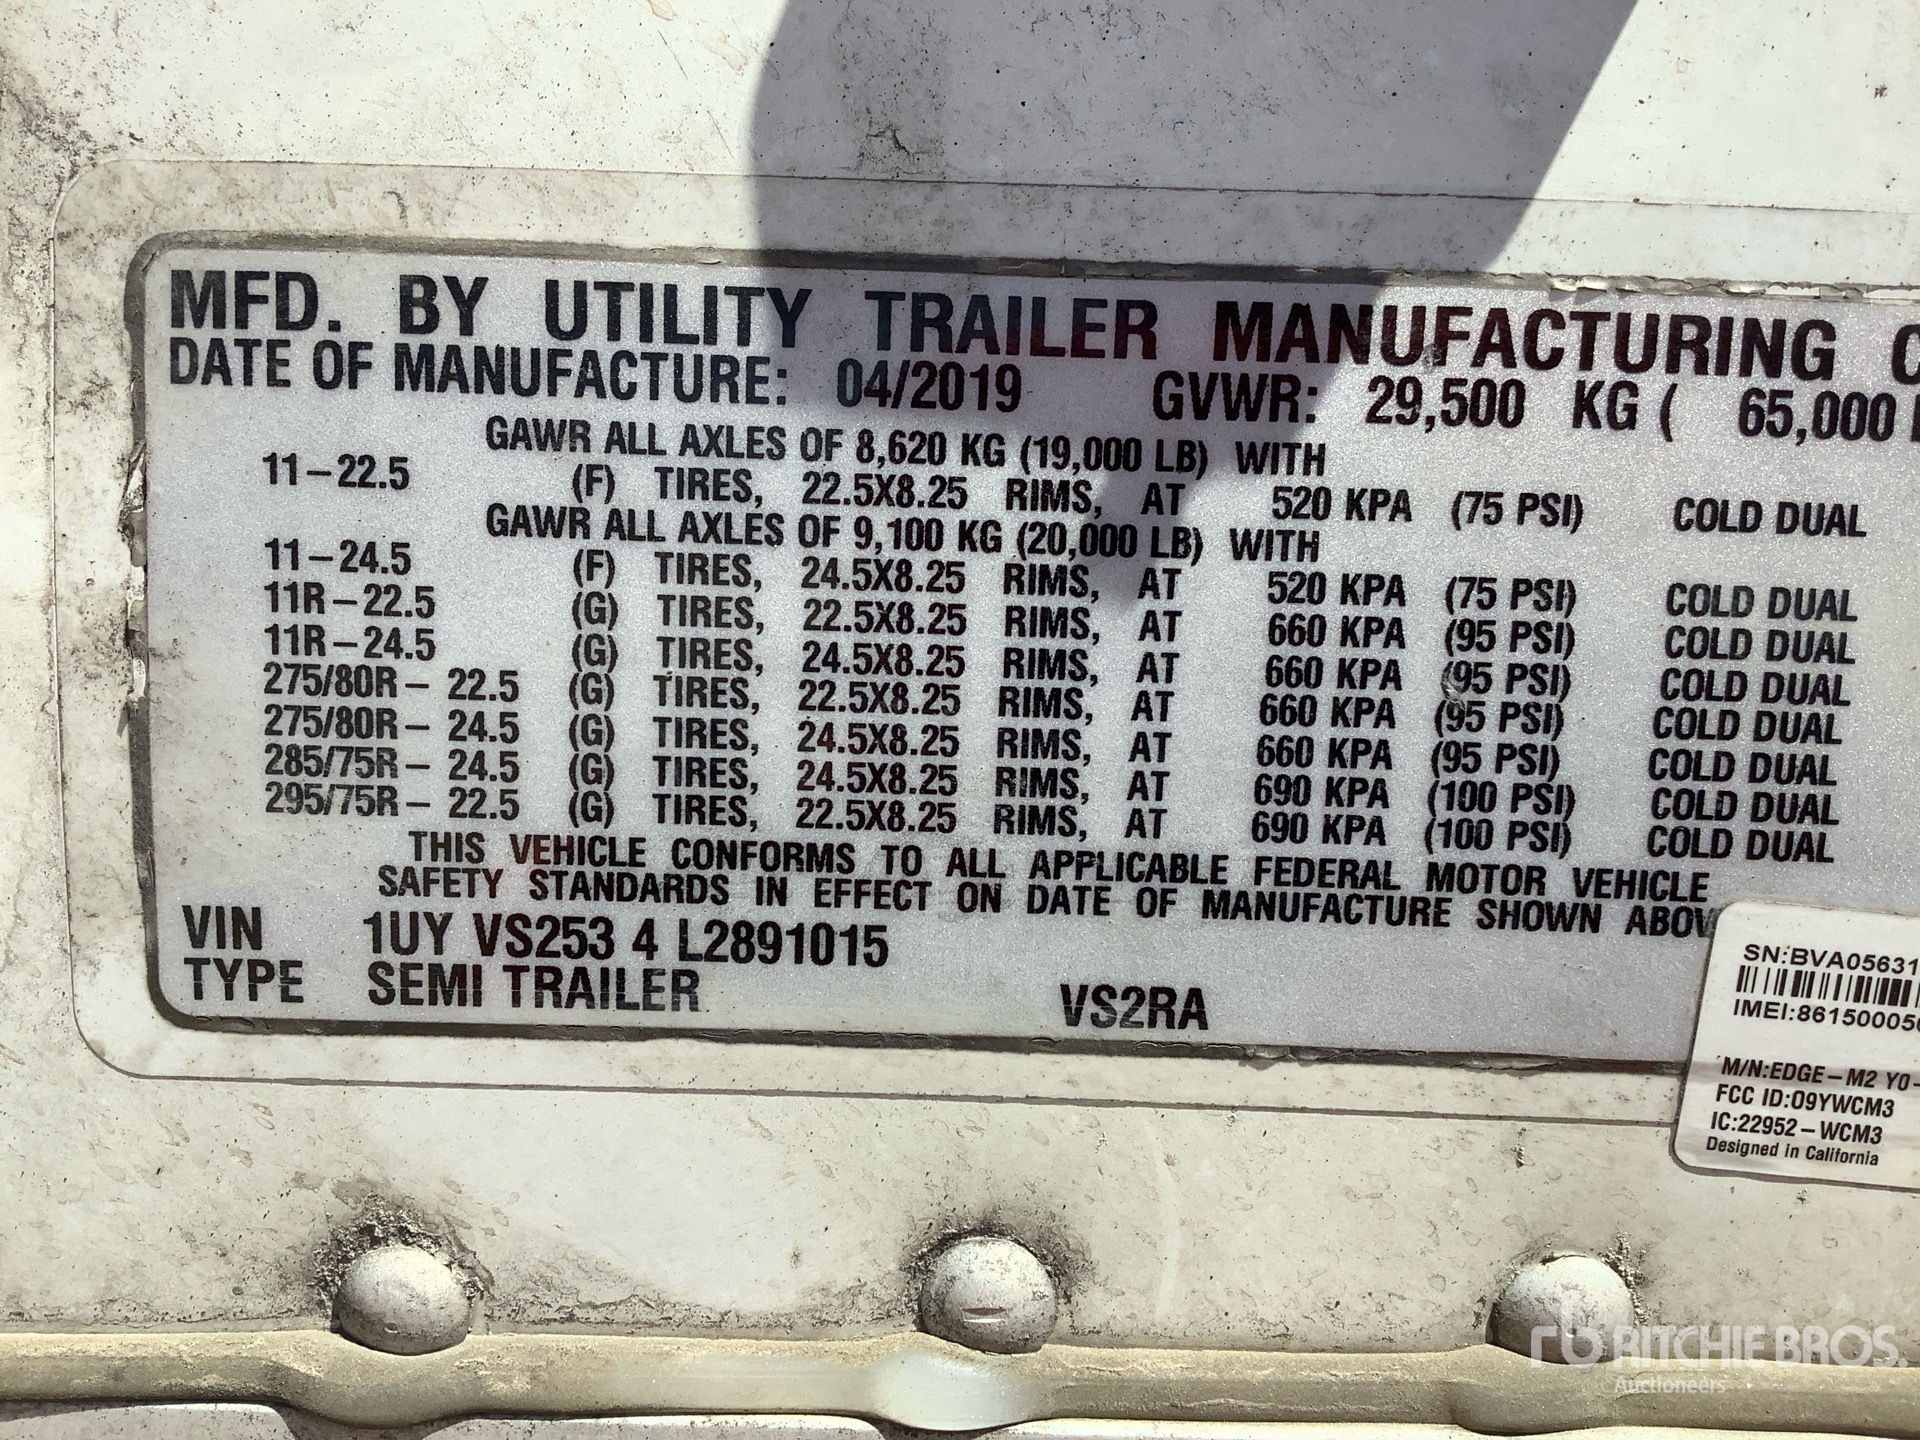 MFD. BY UTILITY TRAILER MANUFACTURING C
DATE OF MANUFACTURE: 04/2019 GVWR: 29,500 KG ( 65,000
GAWR ALL AXLES OF 8,620 KG (19,000 LB) WITH
11-22.5 (F) TIRES, 22.5X8.25 RIMS, AT 520 KPA (75 PSI) COLD DUAL
GAWR ALL AXLES OF 9,100 KG (20,000 LB) WITH
11-24.5 (F) TIRES, 24.5X8.25 RIMS, AT 520 KPA (75 PSI) COLD DUAL
11R-22.5 (G) TIRES, 22.5X8.25 RIMS, AT 660 KPA (95 PSI) COLD DUAL
11R-24.5 (G) TIRES, 24.5X8.25 RIMS, AT 660 KPA (95 PSI) COLD DUAL
275/80R- 22.5 (G) TIRES, 22.5X8.25 RIMS, AT 660 KPA (95 PSI) COLD DUAL
275/80R- 24.5 (G) TIRES, 24.5X8.25 RIMS, AT 660 KPA (95 PSI) COLD DUAL
285/75R- 24.5 (G) TIRES, 24.5X8.25 RIMS, AT 690 KPA (100 PSI) COLD DUAL
295/75R- 22.5 (G) TIRES, 22.5X8.25 RIMS, AT 690 KPA (100 PSI) COLD DUAL
THIS VEHICLE CONFORMS TO ALL APPLICABLE FEDERAL MOTOR VEHICLE
SAFETY STANDARDS IN EFFECT ON DATE OF MANUFACTURE SHOWN ABOV
VIN 1UY VS253 4 L2891015
TYPE SEMI TRAILER VS2RA
SN:BVA05631
IMEI:86150005
M/N:EDGE-M2 Y0-
FCC ID:O9YWCM3
IC:22952-WCM3
Designed in California
rb RITCHIE BROS.
Auctioneers